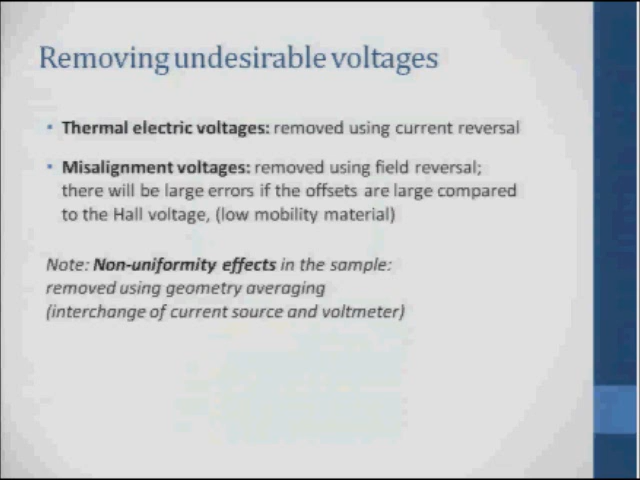 Removing undesirable voltages
• Thermal electric voltages: removed using current reversal
• Misalignment voltages: removed using field reversal;
there will be large errors if the offsets are large compared
to the Hall voltage, (low mobility material)
Note: Non-uniformity effects in the sample:
removed using geometry averaging
(interchange of current source and voltmeter)